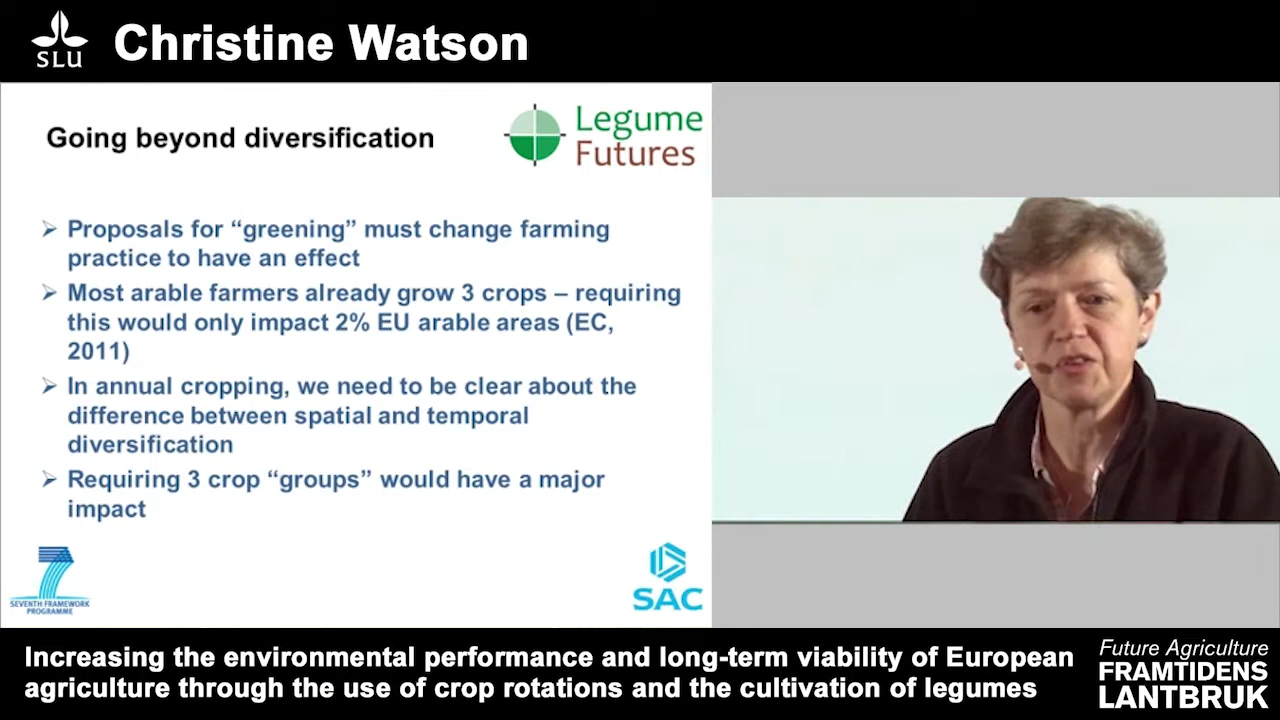 SLU
Christine Watson
Going beyond diversification
Legume
Futures
Proposals for “greening” must change farming
practice to have an effect
Most arable farmers already grow 3 crops – requiring
this would only impact 2% EU arable areas (EC,
2011)
In annual cropping, we need to be clear about the
difference between spatial and temporal
diversification
Requiring 3 crop “groups” would have a major
impact
7
SEVENTH FRAMEWORK
PROGRAMME
SAC
Increasing the environmental performance and long-term viability of European
agriculture through the use of crop rotations and the cultivation of legumes
Future Agriculture
FRAMTIDENS
LANTBRUK